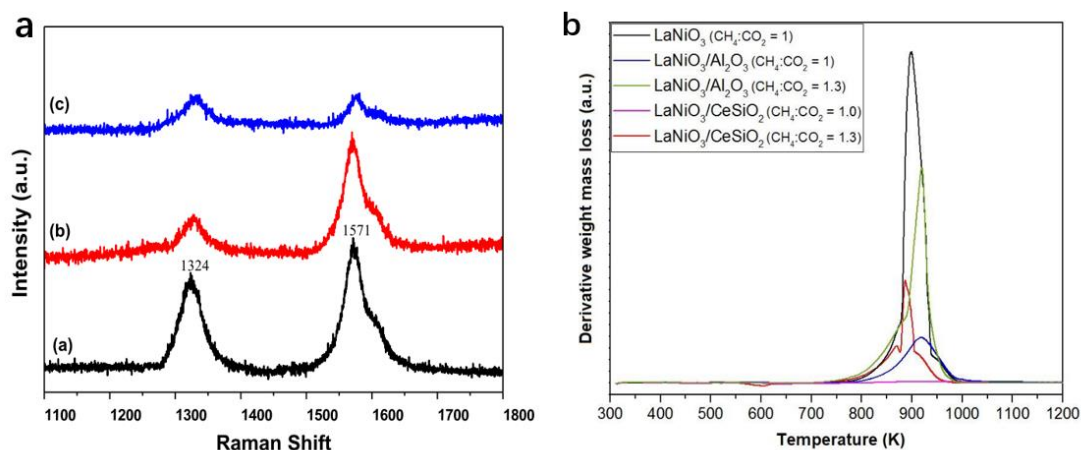 a
Intensity (a.u.)
(c)
(b)
(a)
1324
1571
1100 1200 1300 1400 1500 1600 1700 1800
Raman Shift
b
Derivative weight mass loss (a.u.)
LaNiO₃ (CH₄:CO₂ = 1)
LaNiO₃/Al₂O₃ (CH₄:CO₂ = 1)
LaNiO₃/Al₂O₃ (CH₄:CO₂ = 1.3)
LaNiO₃/CeSiO₂ (CH₄:CO₂ = 1.0)
LaNiO₃/CeSiO₂ (CH₄:CO₂ = 1.3)
300 400 500 600 700 800 900 1000 1100 1200
Temperature (K)